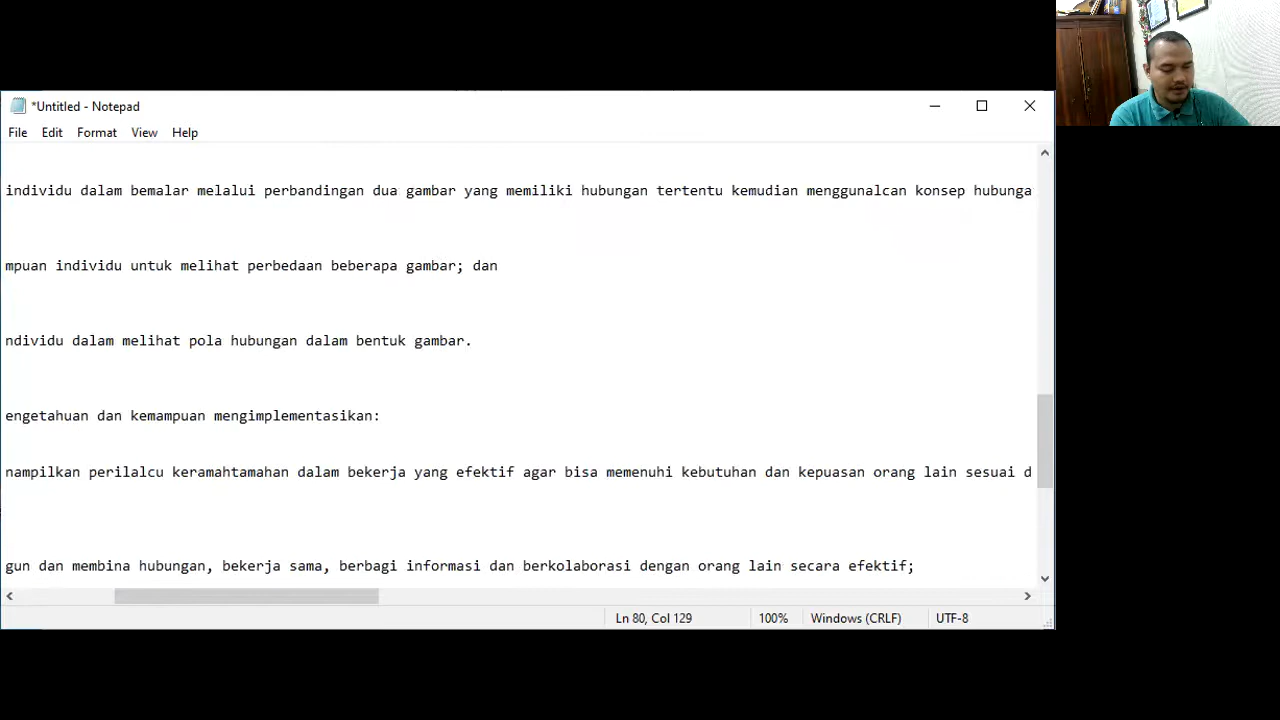 *Untitled - Notepad
File Edit Format View Help
individu dalam bemalar melalui perbandingan dua gambar yang memiliki hubungan tertentu kemudian menggunalcan konsep hubunga
mpuan individu untuk melihat perbedaan beberapa gambar; dan
ndividu dalam melihat pola hubungan dalam bentuk gambar.
engetahuan dan kemampuan mengimplementasikan:
nampilkan perilalcu keramahtamahan dalam bekerja yang efektif agar bisa memenuhi kebutuhan dan kepuasan orang lain sesuai d
gun dan membina hubungan, bekerja sama, berbagi informasi dan berkolaborasi dengan orang lain secara efektif;
Ln 80, Col 129 100% Windows (CRLF) UTF-8